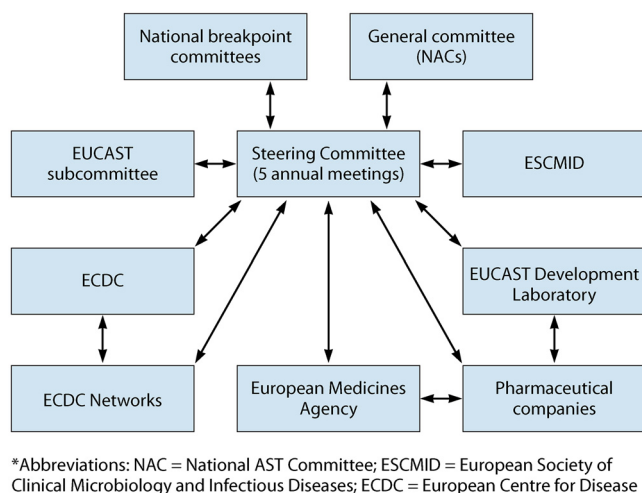 National breakpoint
committees
General committee
(NACs)
EUCAST
subcommittee
Steering Committee
(5 annual meetings)
ESCMID
ECDC
EUCAST Development
Laboratory
ECDC Networks
European Medicines
Agency
Pharmaceutical
companies
*Abbreviations: NAC = National AST Committee; ESCMID = European Society of
Clinical Microbiology and Infectious Diseases; ECDC = European Centre for Disease